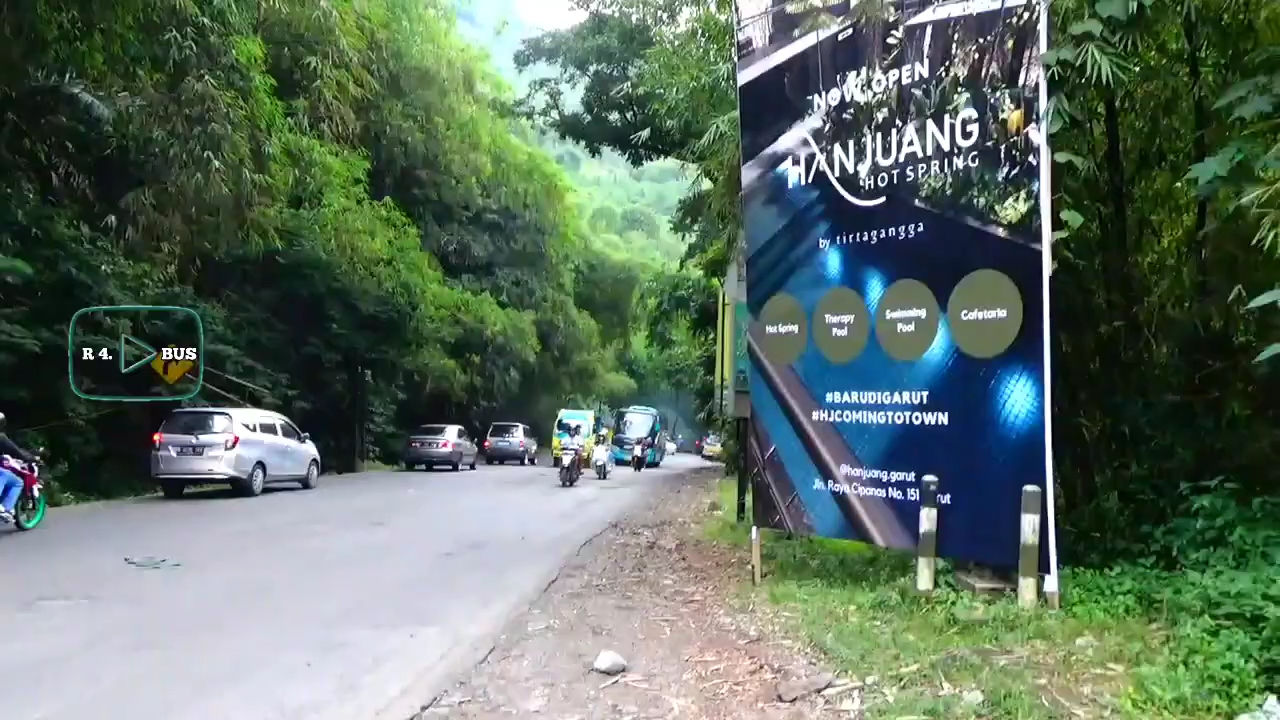 NOW OPEN
HANJUANG
HOT SPRING
by tirtagangga
Hot Spring
Therapy
Pool
Swimming
Pool
Cafetaria
#BARUDIGARUT
#HJCOMINGTOTOWN
@hanjuang.garut
Jln. Raya Cipanas No. 151
R 4. BUS